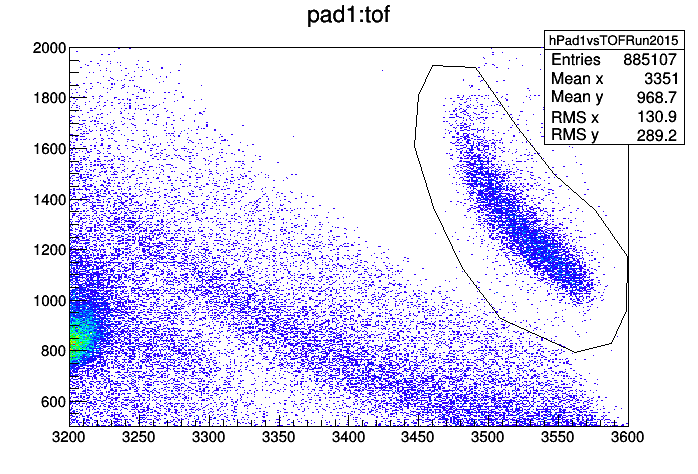 pad1:tof
hPad1vsTOFRun2015
Entries 885107
Mean x 3351
Mean y 968.7
RMS x 130.9
RMS y 289.2
2000
1800
1600
1400
1200
1000
800
600
3200 3250 3300 3350 3400 3450 3500 3550 3600